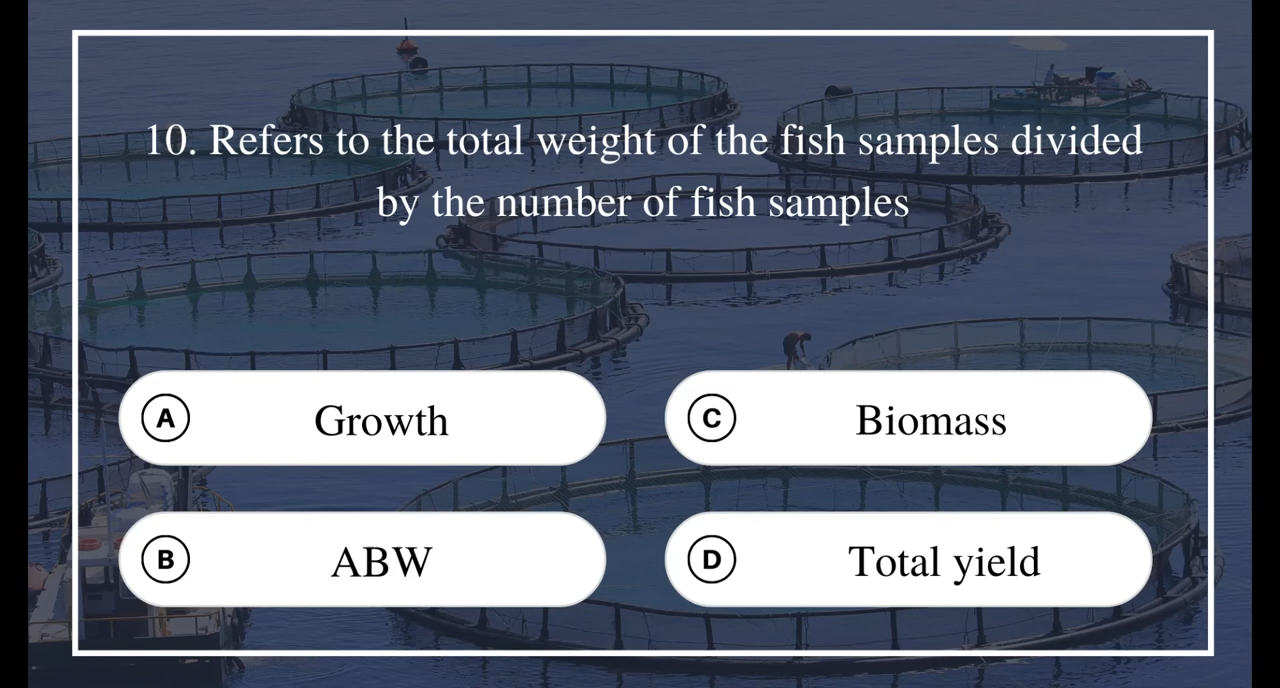 10. Refers to the total weight of the fish samples divided
by the number of fish samples
A Growth
B ABW
C Biomass
D Total yield